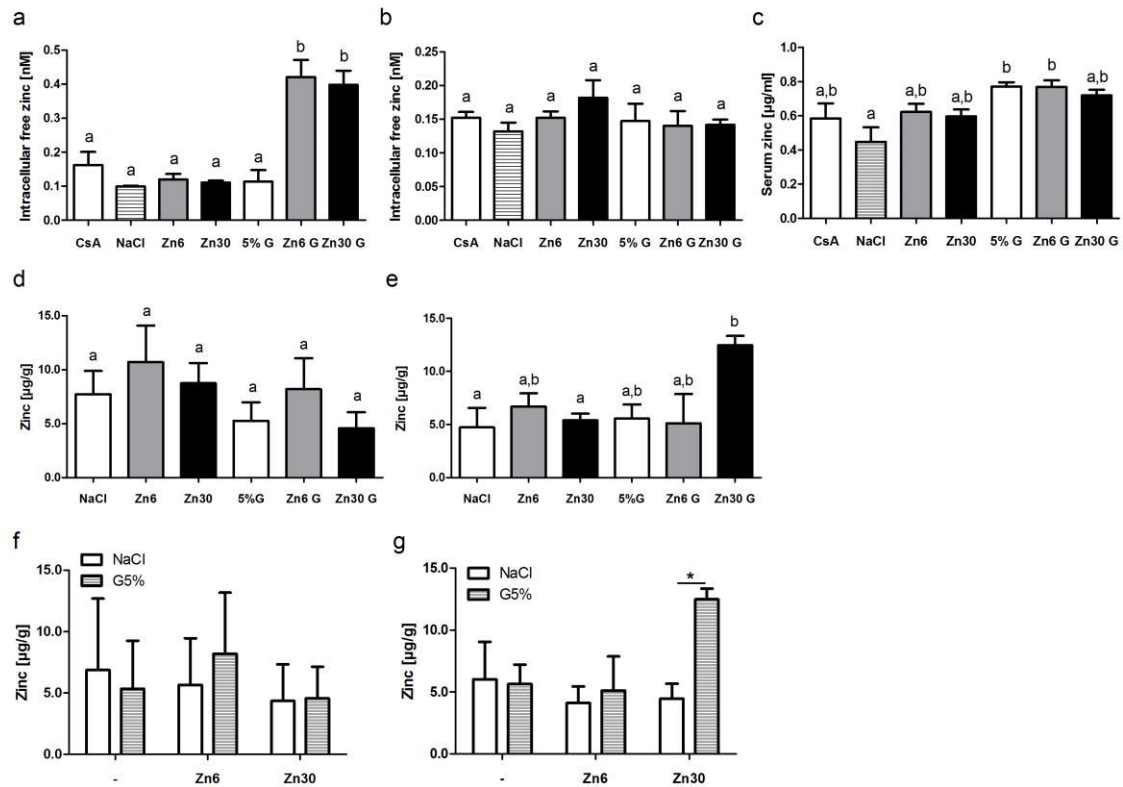 a
Intracellular free zinc [nM]
0.5
0.4
0.3
0.2
0.1
0.0
a a a a a b b
CsA NaCl Zn6 Zn30 5% G Zn6 G Zn30 G
b
Intracellular free zinc [nM]
0.25
0.20
0.15
0.10
0.05
0.00
a a a a a a a
CsA NaCl Zn6 Zn30 5% G Zn6 G Zn30 G
c
Serum zinc [µg/ml]
1.0
0.8
0.6
0.4
0.2
0.0
a,b a a,b a,b b b a,b
CsA NaCl Zn6 Zn30 5% G Zn6 G Zn30 G
d
Zinc [µg/g]
15.0
10.0
5.0
0.0
a a a a a a
NaCl Zn6 Zn30 5%G Zn6 G Zn30 G
e
Zinc [µg/g]
15.0
10.0
5.0
0.0
a a,b a a,b a,b b
NaCl Zn6 Zn30 5%G Zn6 G Zn30 G
f
NaCl
G5%
Zinc [µg/g]
15.0
10.0
5.0
0.0
- Zn6 Zn30
g
NaCl
G5%
Zinc [µg/g]
15.0
10.0
5.0
0.0
*
- Zn6 Zn30